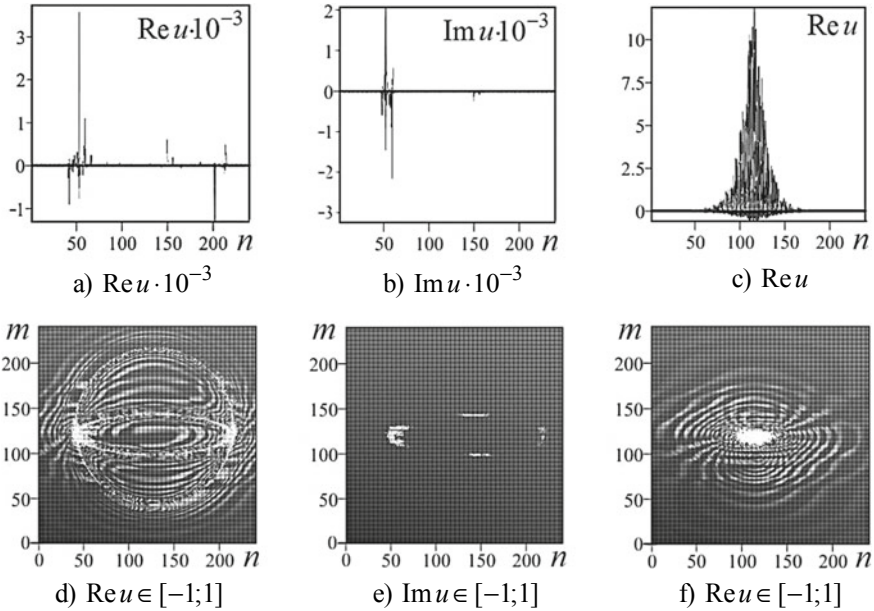 Re u·10⁻³
3
2
1
0
-1
50 100 150 200 n
a) Re u·10⁻³
Im u·10⁻³
2
1
0
-1
-2
-3
50 100 150 200 n
b) Im u·10⁻³
Re u
10
7.5
5
2.5
0
50 100 150 200 n
c) Re u
m
200
150
100
50
0
0 50 100 150 200 n
d) Re u ∈ [−1;1]
m
200
150
100
50
0
0 50 100 150 200 n
e) Im u ∈ [−1;1]
m
200
150
100
50
0
0 50 100 150 200 n
f) Re u ∈ [−1;1]